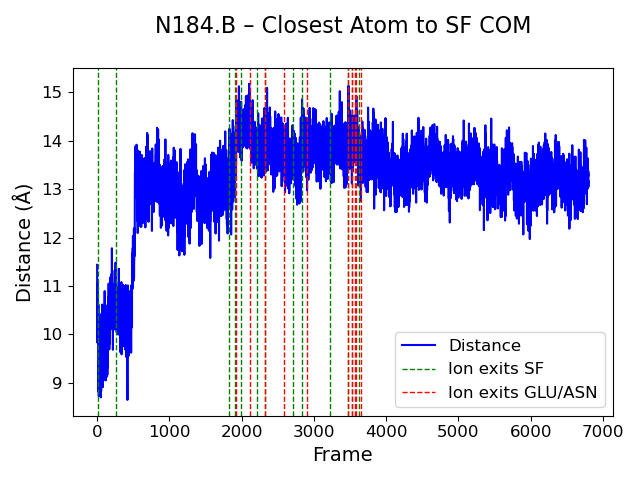 N184.B – Closest Atom to SF COM
Distance (Å)
15
14
13
12
11
10
9
Distance
Ion exits SF
Ion exits GLU/ASN
0 1000 2000 3000 4000 5000 6000 7000
Frame